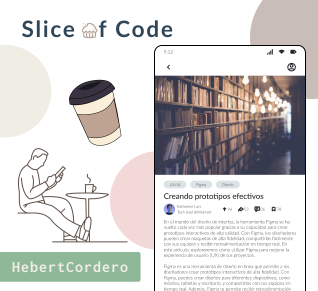 Slice of Code
9:12
UX/UI
Figma
Diseño
Creando prototipos efectivos
En el mundo del diseño de interfaz, la herramienta Figma se ha
vuelto cada vez más popular gracias a su capacidad para crear
prototipos interactivos de alta calidad. Con Figma, los diseñadores
pueden crear maquetas de alta fidelidad, compartirlas fácilmente
con sus equipos y recibir retroalimentación en tiempo real. En
este artículo, exploraremos cómo utilizar Figma para mejorar la
experiencia de usuario (UX) de sus proyectos.
Figma es una herramienta de diseño en línea que permite a los
diseñadores crear prototipos interactivos de alta fidelidad. Con
Figma, puedes crear diseños para diferentes dispositivos, como
móviles, tabletas y escritorio, y compartirlos con tus equipos en
tiempo real. Además, Figma te permite recibir retroalimentación
HebertCordero